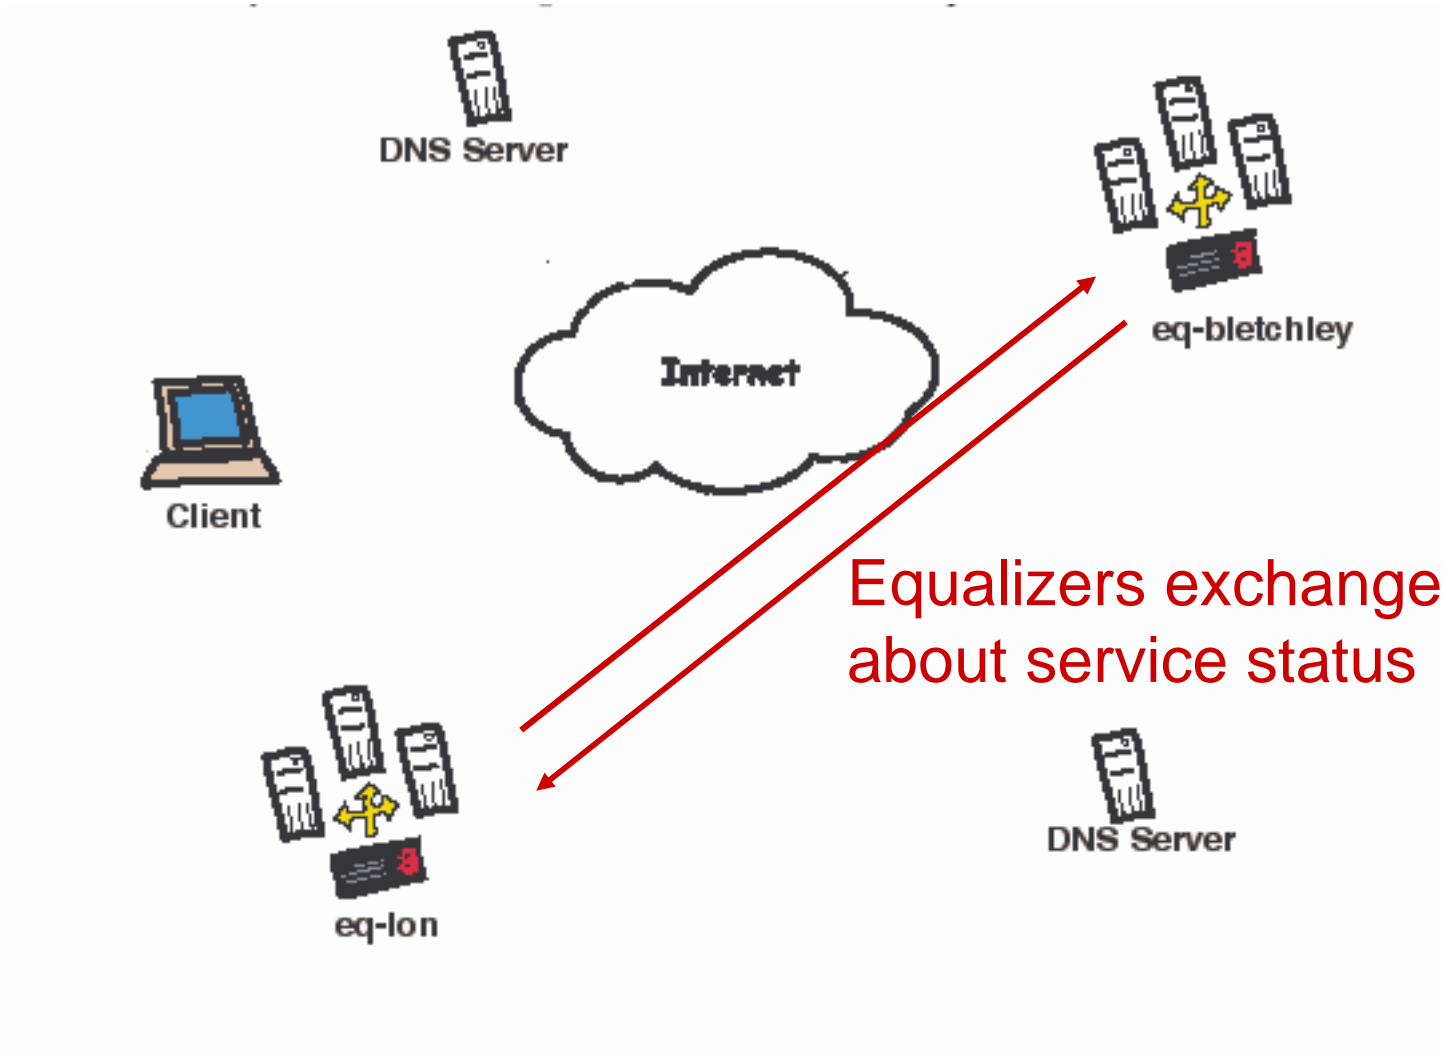 DNS Server
eq-bletchley
Internet
Client
Equalizers exchange
about service status
DNS Server
eq-lon